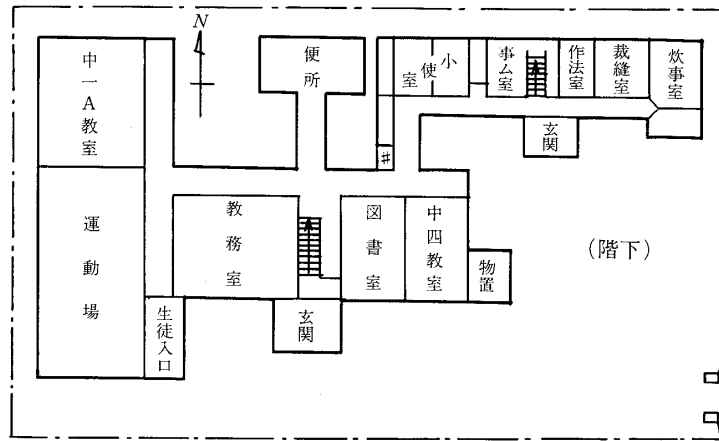 N
中一A教室
便所
小使室
事ム室
作法室
裁縫室
炊事室
玄関
井
運動場
教務室
図書室
中四教室
物置
(階下)
生徒入口
玄関